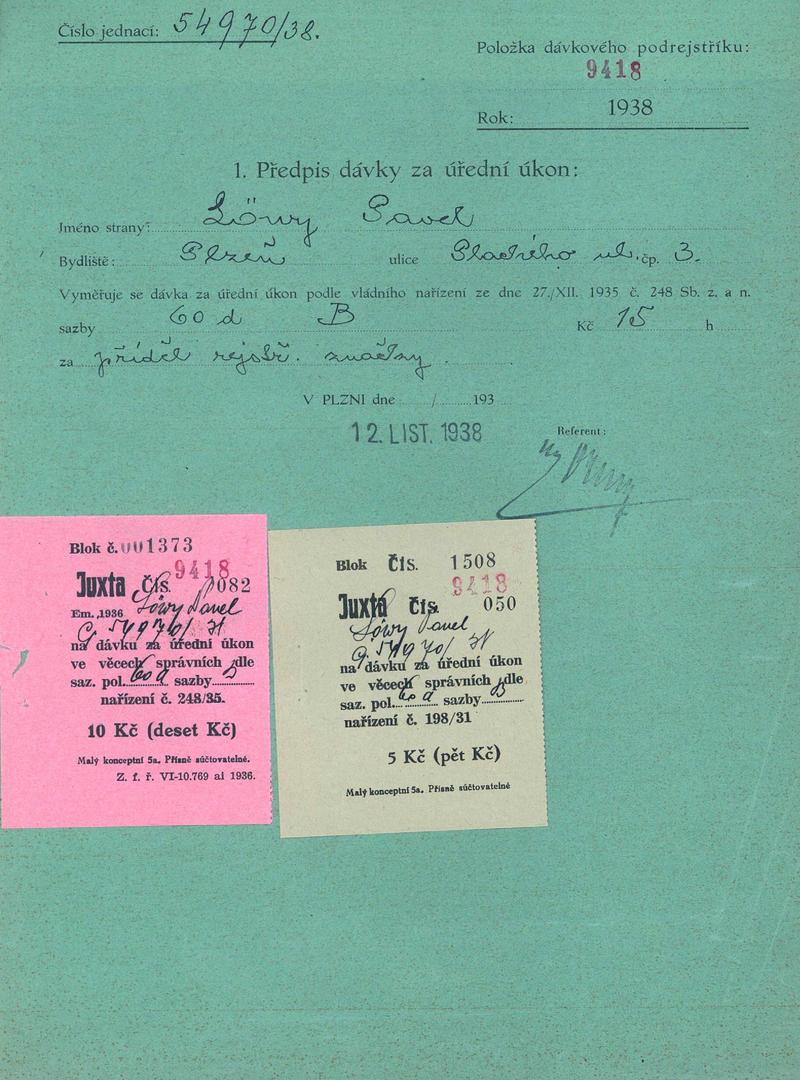 Číslo jednací: 54970/38.
Položka dávkového podrejstříku:
9418
Rok: 1938
1. Předpis dávky za úřední úkon:
Jméno strany: Löwy Pavel
Bydliště: Plzeň ulice Plachého ul. čp. 3.
Vyměřuje se dávka za úřední úkon podle vládního nařízení ze dne 27./XII. 1935 č. 248 Sb. z. a n.
sazby 60 d B Kč 15 h
za příděl rejstř. značky.
V PLZNI dne / 193
12. LIST. 1938
Referent:
Blok č. 001373
9418
Juxta Čís. 082
Em. 1936 Löwy Pavel
na dávku za úřední úkon
ve věcech správních dle
saz. pol. 60 d sazby
nařízení č. 248/35.
10 Kč (deset Kč)
Malý konceptní 5a. Přísně súčtovatelné.
Z. f. ř. VI-10.769 ai 1936.
Blok Čís. 1508
9418
Juxta Čís. 050
Löwy Pavel
na dávku za úřední úkon
ve věcech správních dle
saz. pol. 60 d sazby
nařízení č. 198/31
5 Kč (pět Kč)
Malý konceptní 5a. Přísně súčtovatelné